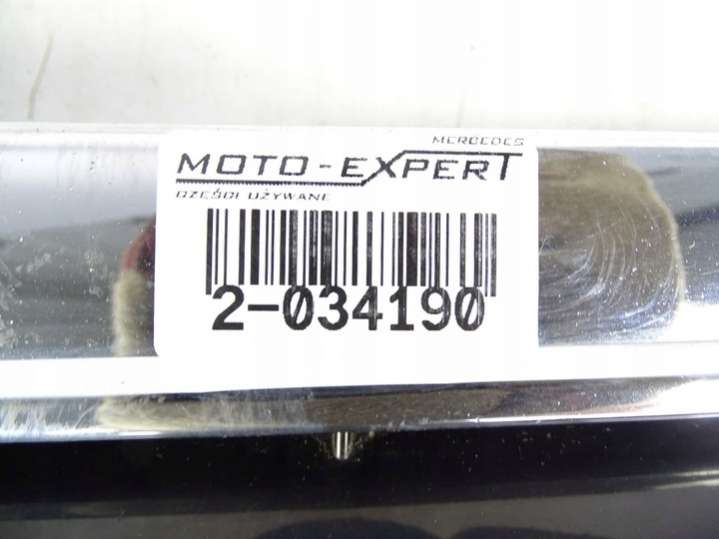 MERCEDES
MOTO-EXPERT
CZĘŚCI UŻYWANE
2-034190